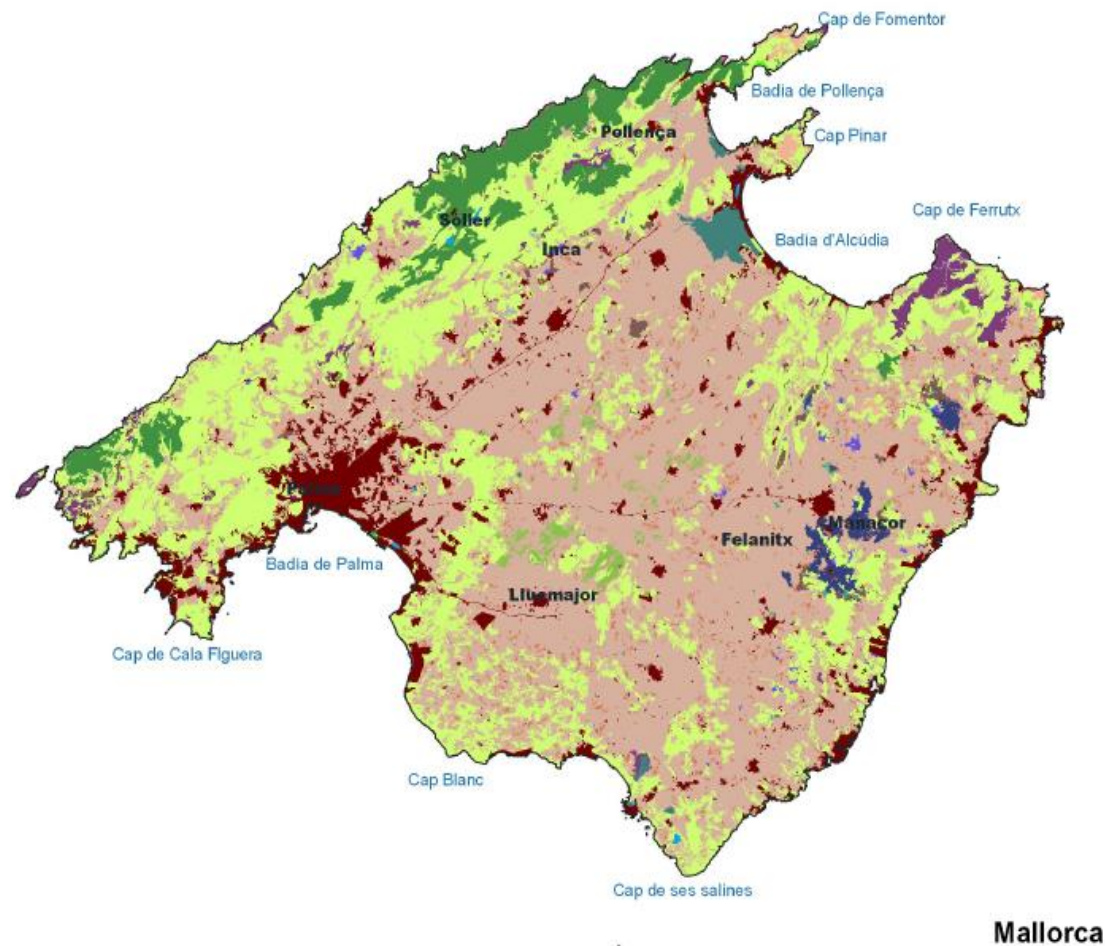 Cap de Fomentor
Badia de Pollença
Pollença
Cap Pinar
Cap de Ferrutx
Sóller
Badia d'Alcúdia
Inca
Palma
Manacor
Felanitx
Badia de Palma
Llucmajor
Cap de Cala FIguera
Cap Blanc
Cap de ses salines
Mallorca